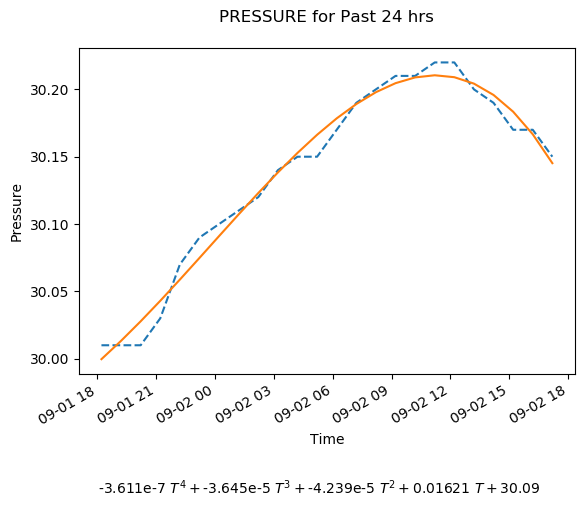 PRESSURE for Past 24 hrs
30.20
30.15
30.10
30.05
30.00
Pressure
09-01 18 09-01 21 09-02 00 09-02 03 09-02 06 09-02 09 09-02 12 09-02 15 09-02 18
Time
-3.611e-7 T⁴ + -3.645e-5 T³ + -4.239e-5 T² + 0.01621 T + 30.09